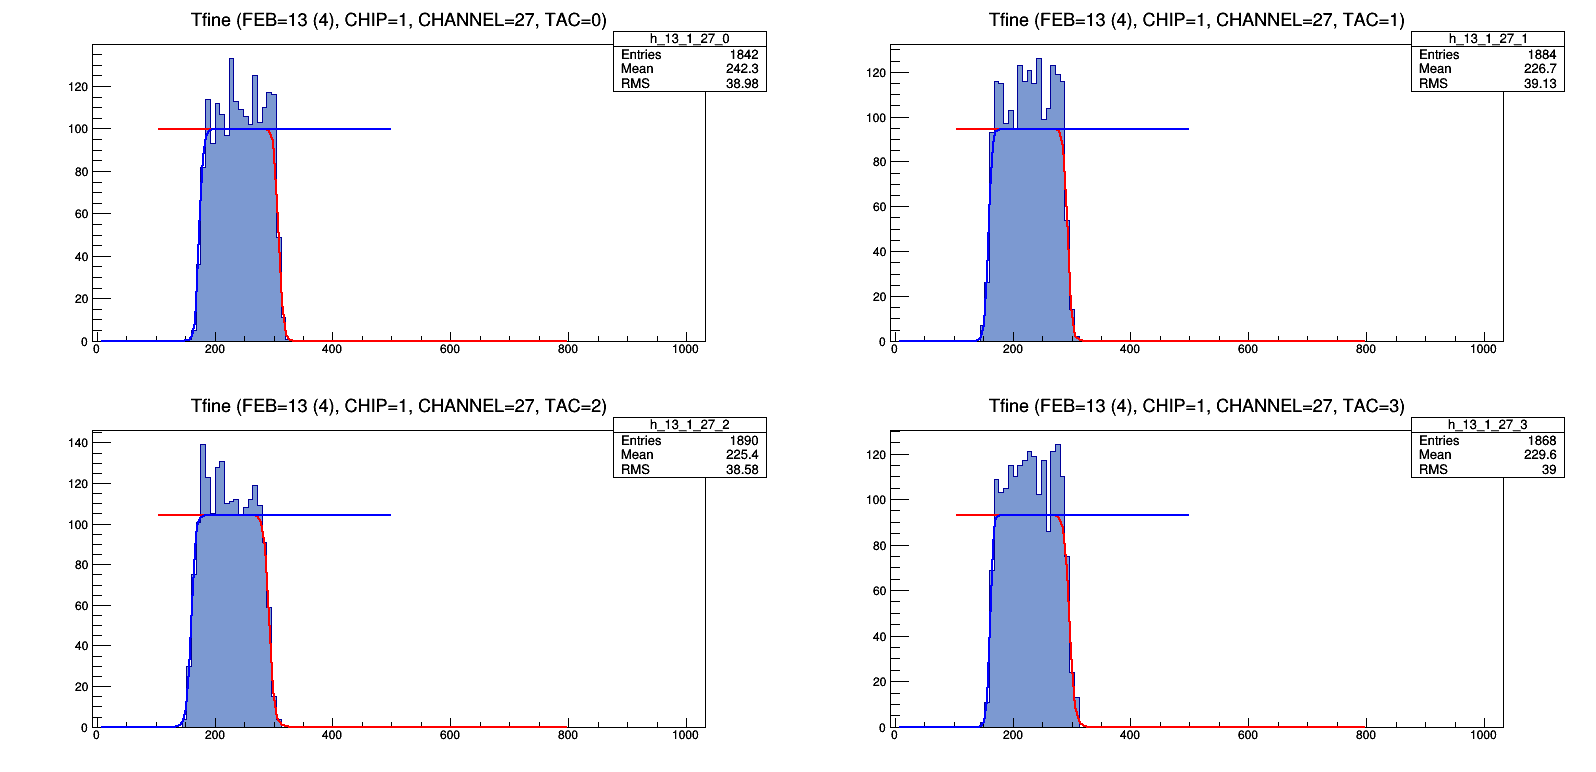 Tfine (FEB=13 (4), CHIP=1, CHANNEL=27, TAC=0)
h_13_1_27_0
Entries 1842
Mean 242.3
RMS 38.98
120
100
80
60
40
20
0
0 200 400 600 800 1000
Tfine (FEB=13 (4), CHIP=1, CHANNEL=27, TAC=1)
h_13_1_27_1
Entries 1884
Mean 226.7
RMS 39.13
120
100
80
60
40
20
0
0 200 400 600 800 1000
Tfine (FEB=13 (4), CHIP=1, CHANNEL=27, TAC=2)
h_13_1_27_2
Entries 1890
Mean 225.4
RMS 38.58
140
120
100
80
60
40
20
0
0 200 400 600 800 1000
Tfine (FEB=13 (4), CHIP=1, CHANNEL=27, TAC=3)
h_13_1_27_3
Entries 1868
Mean 229.6
RMS 39
120
100
80
60
40
20
0
0 200 400 600 800 1000